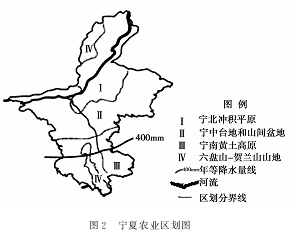 Ⅳ
Ⅰ
Ⅱ
400mm
Ⅲ
Ⅳ
图 例
Ⅰ 宁北冲积平原
Ⅱ 宁中台地和山间盆地
Ⅲ 宁南黄土高原
Ⅳ 六盘山-贺兰山山地
400mm 年等降水量线
河流
区划分界线
图2 宁夏农业区划图